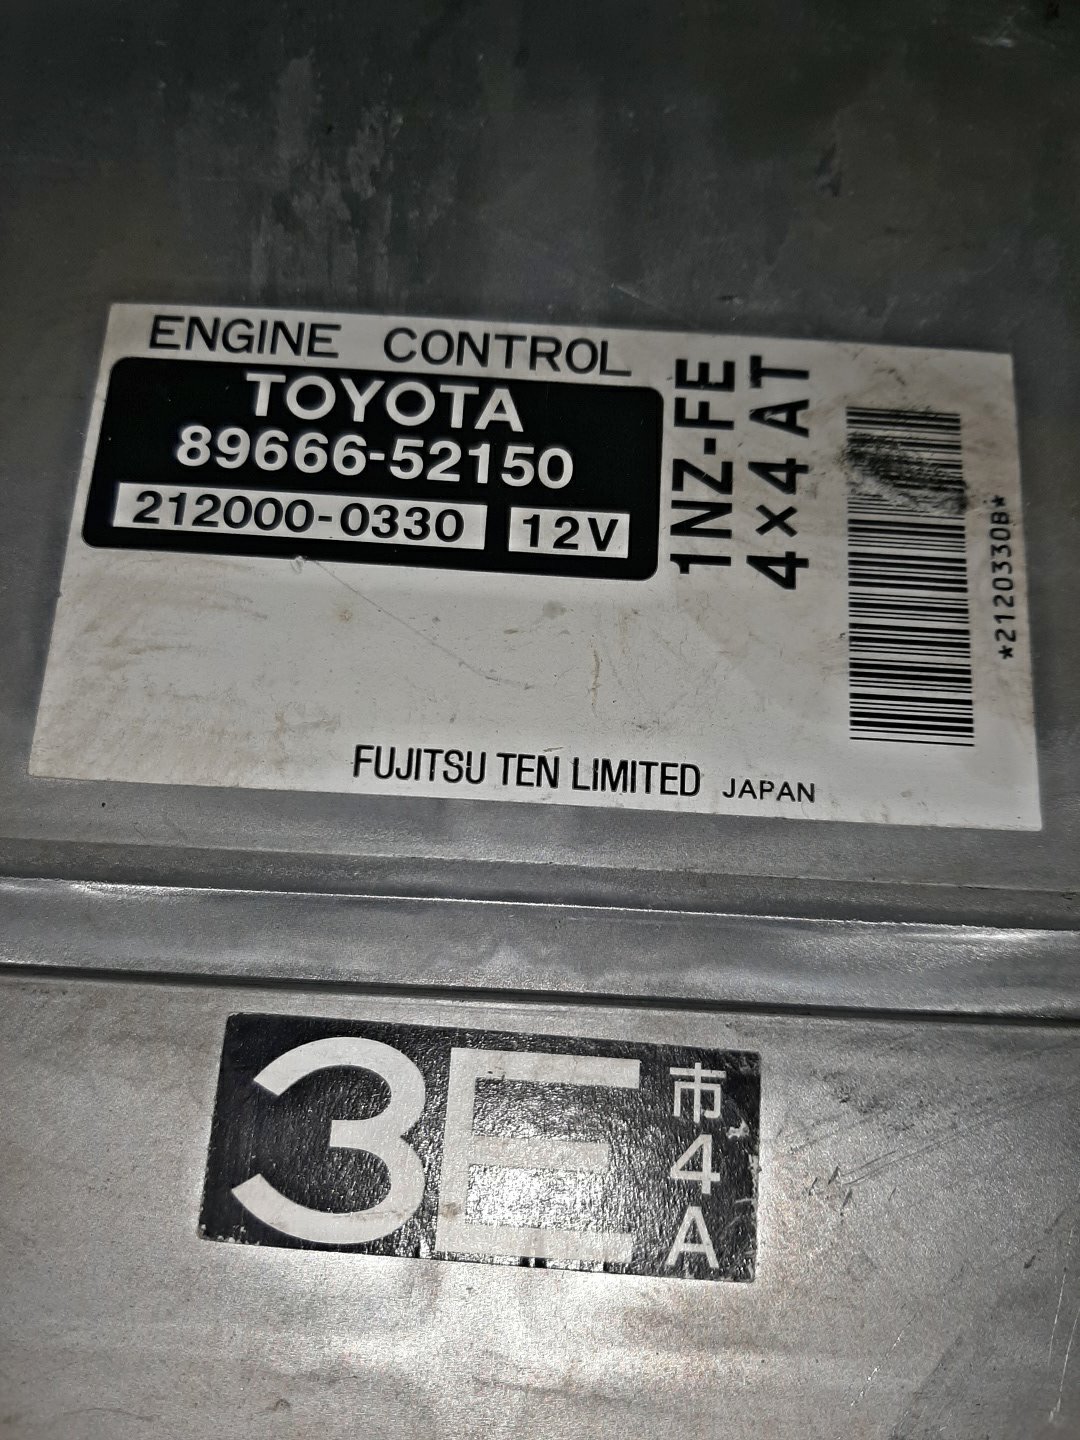 ENGINE CONTROL
TOYOTA
89666-52150
212000-0330 12V
1NZ-FE
4×4 AT
*2120330B*
FUJITSU TEN LIMITED JAPAN
3E
市
4
A